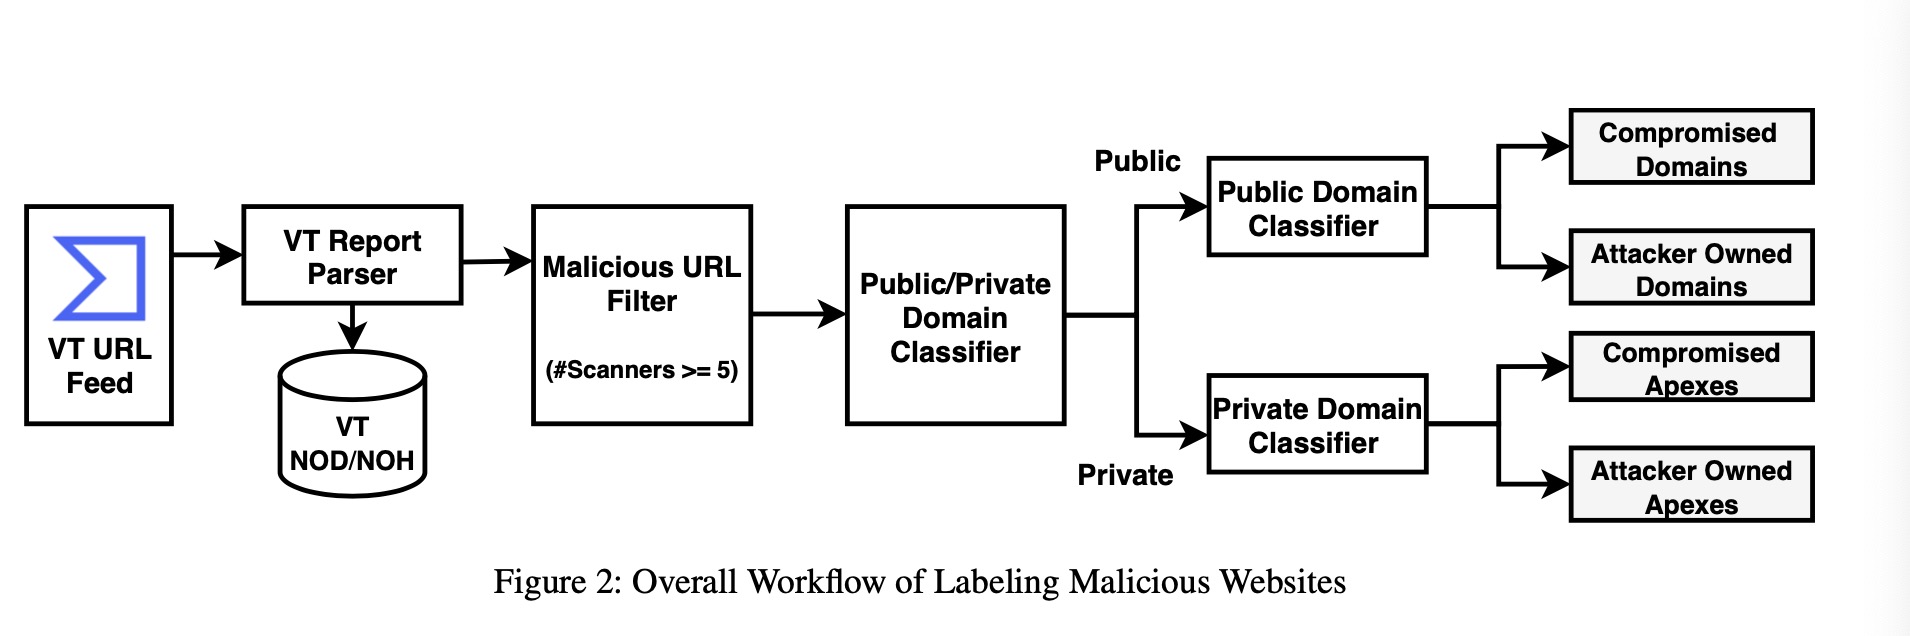 VT URL
Feed
VT Report
Parser
VT
NOD/NOH
Malicious URL
Filter
(#Scanners >= 5)
Public/Private
Domain
Classifier
Public
Private
Public Domain
Classifier
Private Domain
Classifier
Compromised
Domains
Attacker Owned
Domains
Compromised
Apexes
Attacker Owned
Apexes
Figure 2: Overall Workflow of Labeling Malicious Websites